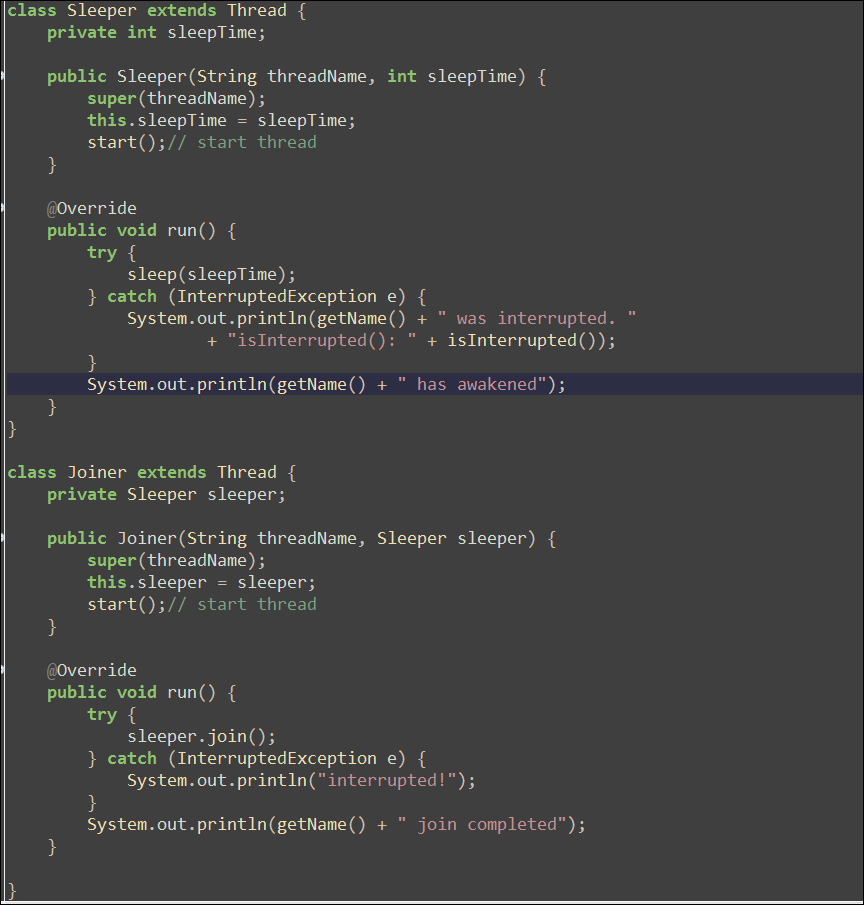 class Sleeper extends Thread {
    private int sleepTime;

    public Sleeper(String threadName, int sleepTime) {
        super(threadName);
        this.sleepTime = sleepTime;
        start();// start thread
    }

    @Override
    public void run() {
        try {
            sleep(sleepTime);
        } catch (InterruptedException e) {
            System.out.println(getName() + " was interrupted. "
                    + "isInterrupted(): " + isInterrupted());
        }
        System.out.println(getName() + " has awakened");
    }
}

class Joiner extends Thread {
    private Sleeper sleeper;

    public Joiner(String threadName, Sleeper sleeper) {
        super(threadName);
        this.sleeper = sleeper;
        start();// start thread
    }

    @Override
    public void run() {
        try {
            sleeper.join();
        } catch (InterruptedException e) {
            System.out.println("interrupted!");
        }
        System.out.println(getName() + " join completed");
    }

}